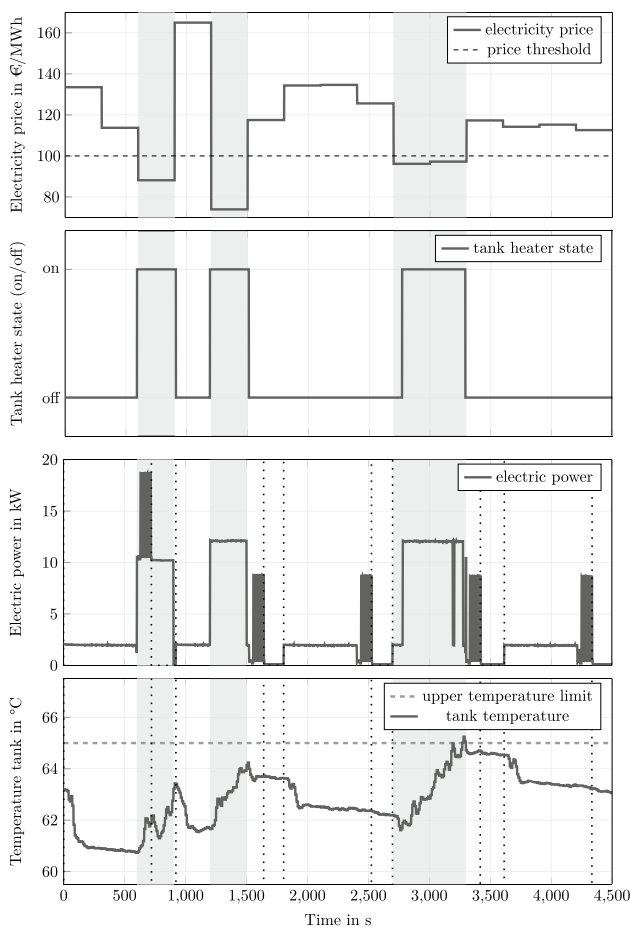 Electricity price in €/MWh
160
140
120
100
80
electricity price
price threshold
Tank heater state (on/off)
on
off
tank heater state
Electric power in kW
20
15
10
5
0
electric power
Temperature tank in °C
66
64
62
60
upper temperature limit
tank temperature
0
500
1,000
1,500
2,000
2,500
3,000
3,500
4,000
4,500
Time in s